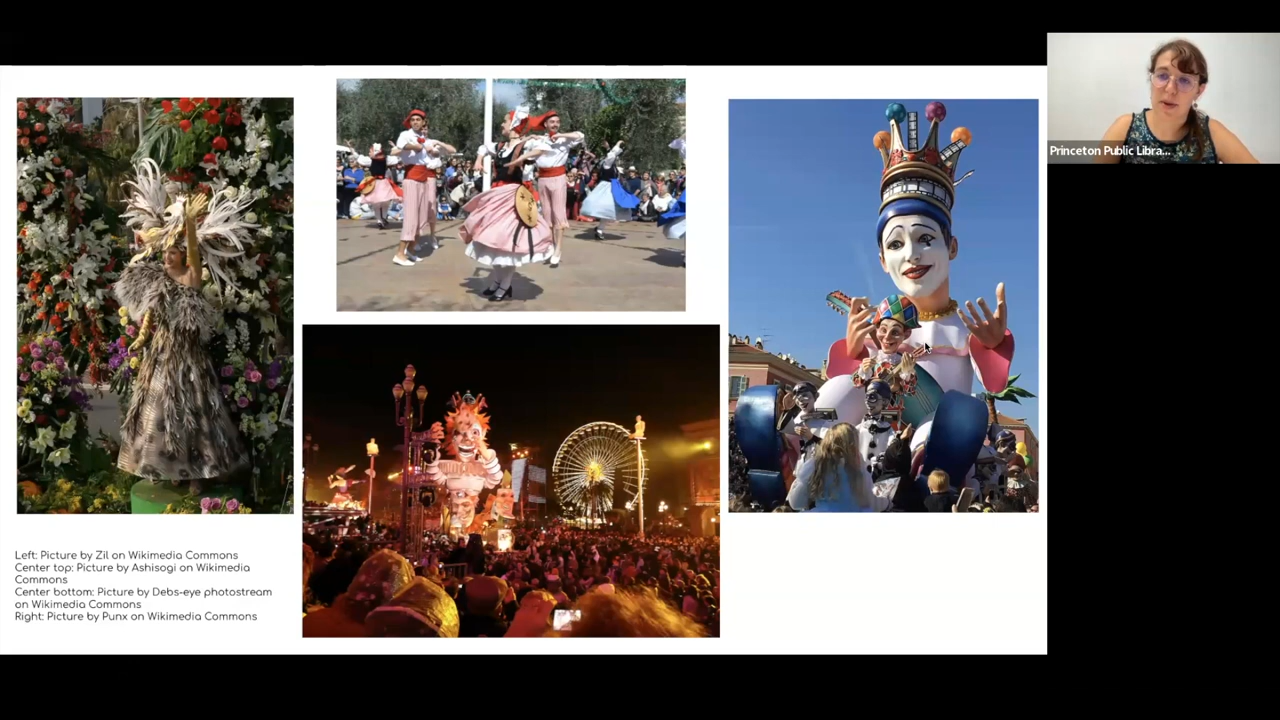 Princeton Public Libra...
Left: Picture by Zil on Wikimedia Commons
Center top: Picture by Ashisogi on Wikimedia
Commons
Center bottom: Picture by Debs-eye photostream
on Wikimedia Commons
Right: Picture by Punx on Wikimedia Commons